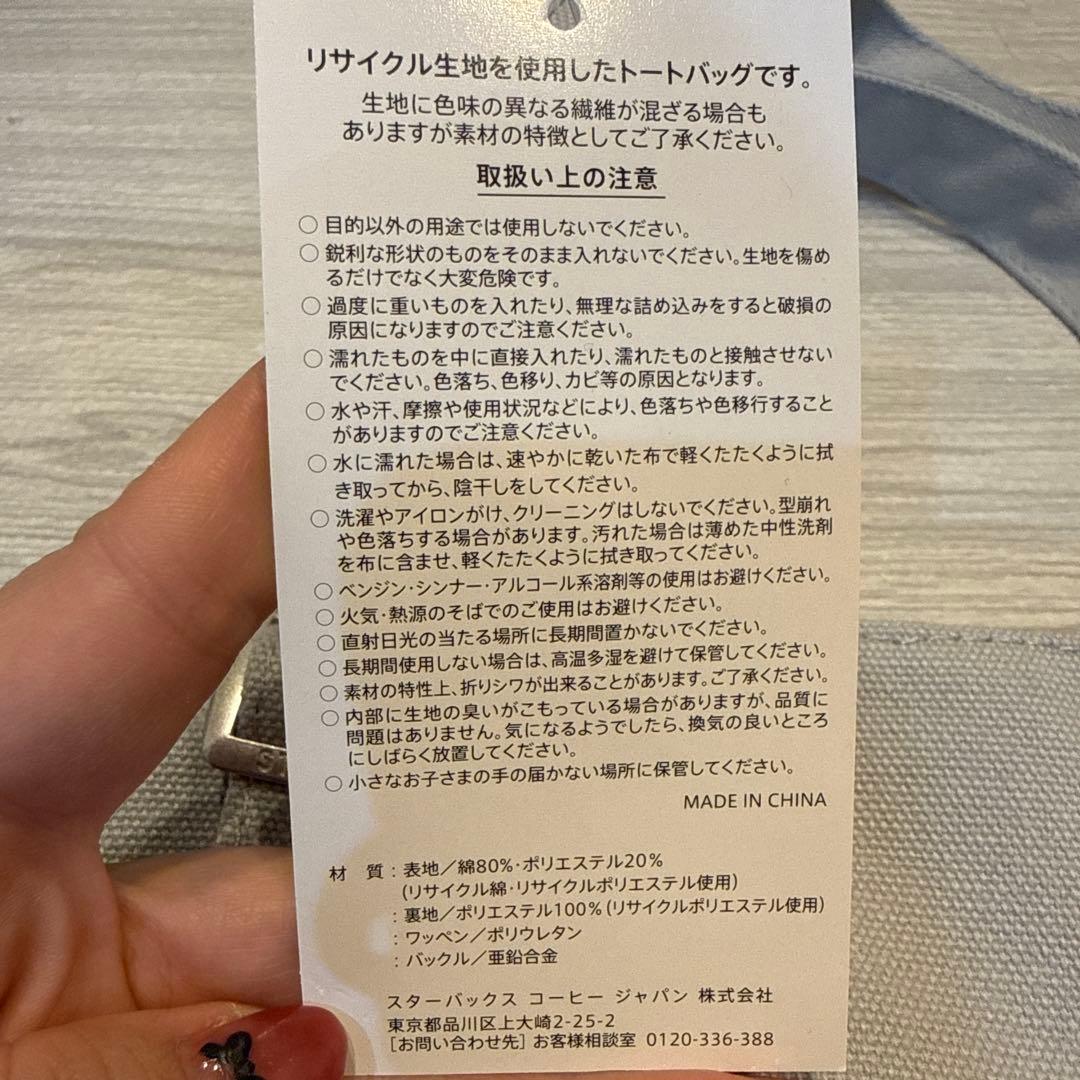 リサイクル生地を使用したトートバッグです。
生地に色味の異なる繊維が混ざる場合も
ありますが素材の特徴としてご了承ください。
取扱い上の注意
○ 目的以外の用途では使用しないでください。
○ 鋭利な形状のものをそのまま入れないでください。生地を傷め
るだけでなく大変危険です。
○ 過度に重いものを入れたり、無理な詰め込みをすると破損の
原因になりますのでご注意ください。
○ 濡れたものを中に直接入れたり、濡れたものと接触させない
でください。色落ち、色移り、カビ等の原因となります。
○ 水や汗、摩擦や使用状況などにより、色落ちや色移行すること
がありますのでご注意ください。
○ 水に濡れた場合は、速やかに乾いた布で軽くたたくように拭
き取ってから、陰干しをしてください。
○ 洗濯やアイロンがけ、クリーニングはしないでください。型崩れ
や色落ちする場合があります。汚れた場合は薄めた中性洗剤
を布に含ませ、軽くたたくように拭き取ってください。
○ ベンジン・シンナー・アルコール系溶剤等の使用はお避けください。
○ 火気・熱源のそばでのご使用はお避けください。
○ 直射日光の当たる場所に長期間置かないでください。
○ 長期間使用しない場合は、高温多湿を避けて保管してください。
○ 素材の特性上、折りシワが出来ることがあります。ご了承ください。
○ 内部に生地の臭いがこもっている場合がありますが、品質に
問題はありません。気になるようでしたら、換気の良いところ
にしばらく放置してください。
○ 小さなお子さまの手の届かない場所に保管してください。
MADE IN CHINA
材 質 : 表地／綿80%・ポリエステル20%
(リサイクル綿・リサイクルポリエステル使用)
: 裏地／ポリエステル100%(リサイクルポリエステル使用)
: ワッペン／ポリウレタン
: バックル／亜鉛合金
スターバックス コーヒー ジャパン 株式会社
東京都品川区上大崎2-25-2
[お問い合わせ先] お客様相談室 0120-336-388